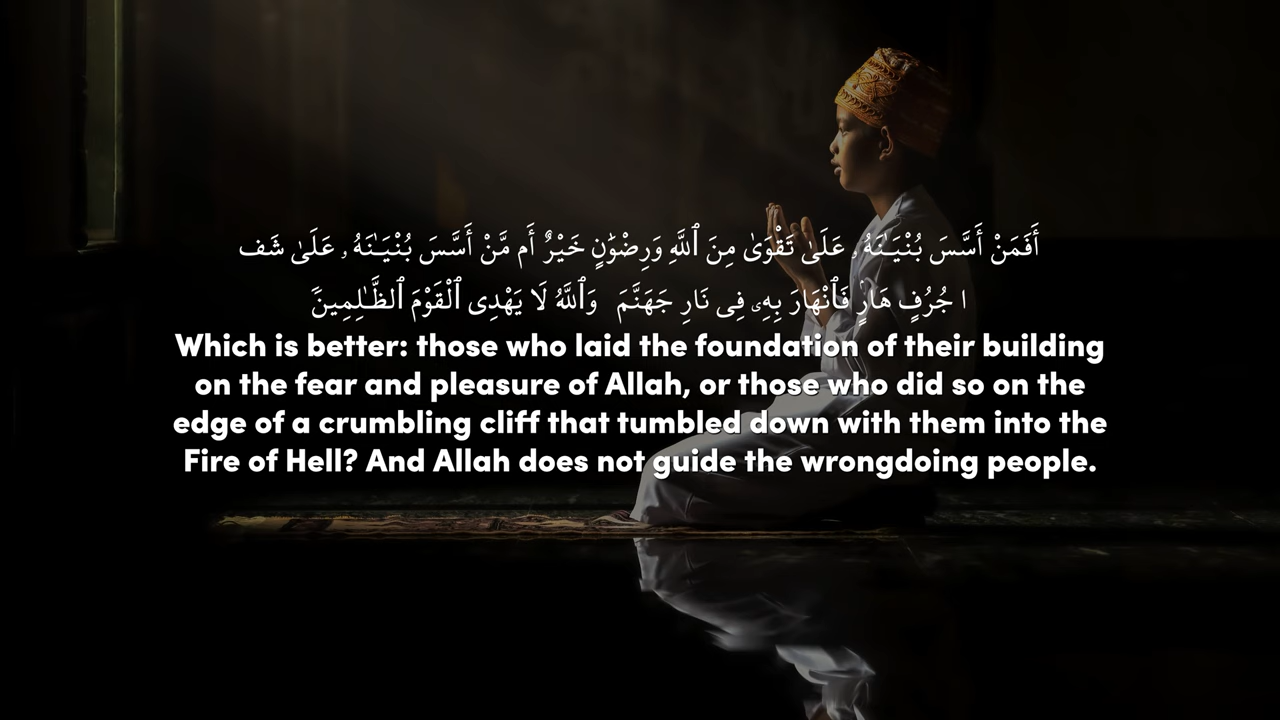 أَفَمَنْ أَسَّسَ بُنْيَـٰنَهُۥ عَلَىٰ تَقْوَىٰ مِنَ ٱللَّهِ وَرِضْوَٰنٍ خَيْرٌ أَم مَّنْ أَسَّسَ بُنْيَـٰنَهُۥ عَلَىٰ شَف
ا جُرُفٍ هَارٍ فَٱنْهَارَ بِهِۦ فِى نَارِ جَهَنَّمَ وَٱللَّهُ لَا يَهْدِى ٱلْقَوْمَ ٱلظَّـٰلِمِينَ
Which is better: those who laid the foundation of their building
on the fear and pleasure of Allah, or those who did so on the
edge of a crumbling cliff that tumbled down with them into the
Fire of Hell? And Allah does not guide the wrongdoing people.